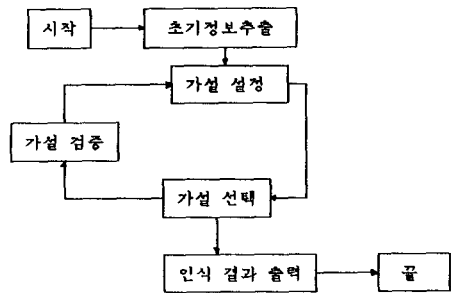 시작
초기정보추출
가설 설정
가설 검증
가설 선택
인식 결과 출력
끝